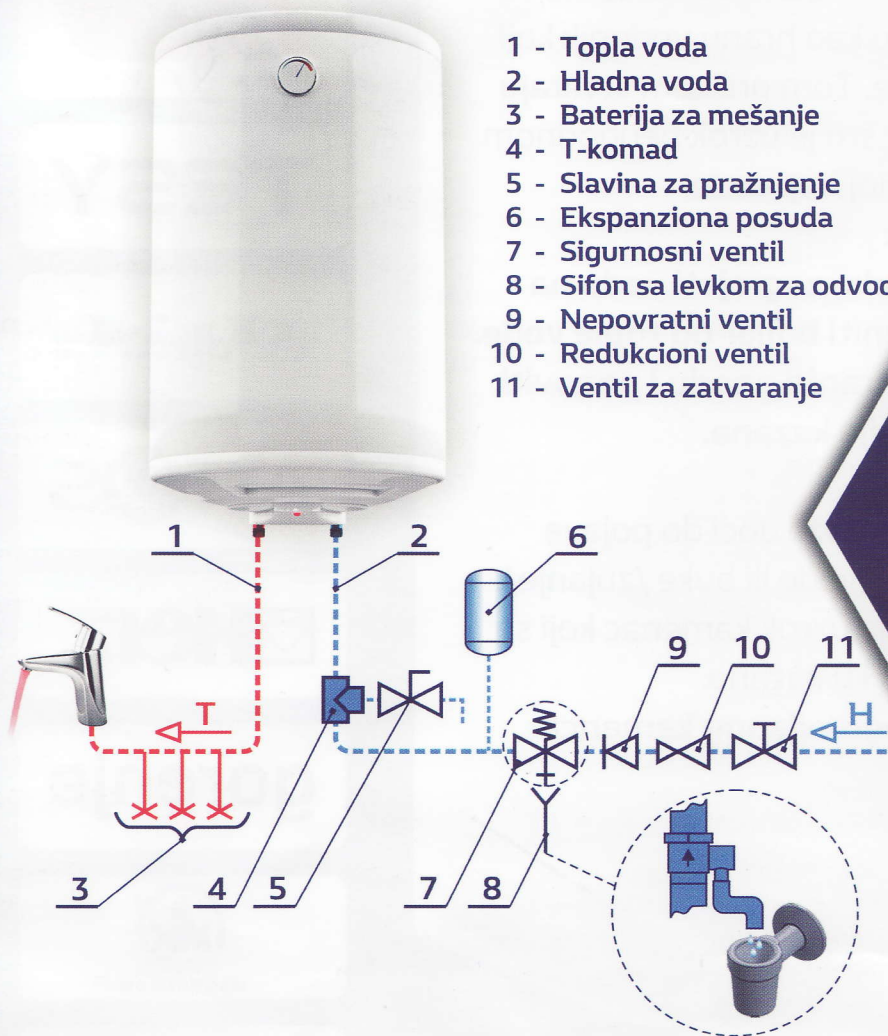 1 - Topla voda
2 - Hladna voda
3 - Baterija za mešanje
4 - T-komad
5 - Slavina za pražnjenje
6 - Ekspanziona posuda
7 - Sigurnosni ventil
8 - Sifon sa levkom za
9 - Nepovratni ventil
10 - Redukcioni ventil
11 - Ventil za zatvaranje
1
2
6
9
10
11
T
H
3
4
5
7
8